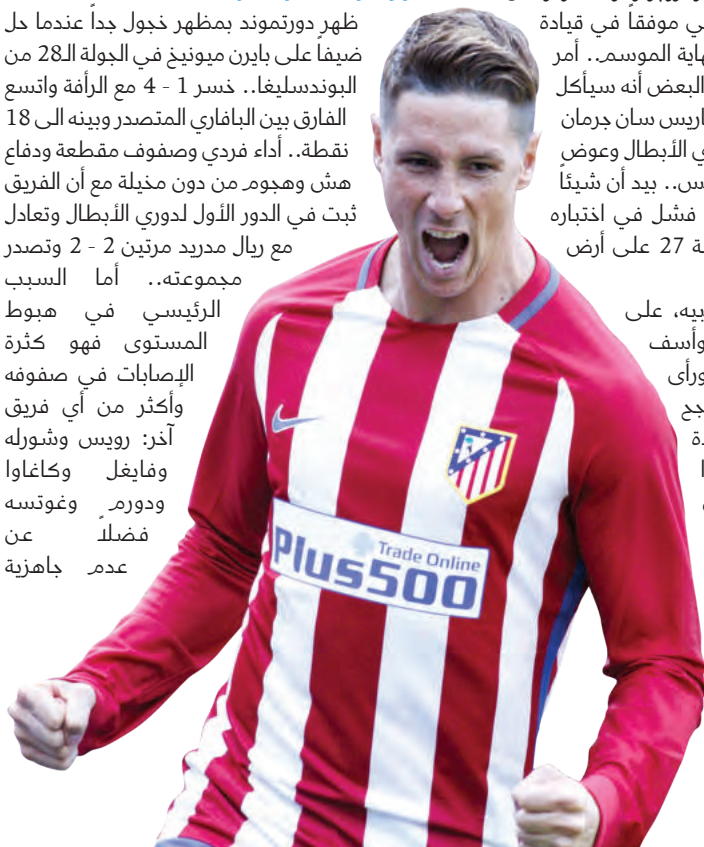 ي موفقاً في قيادة
هاية الموسم.. أمر
البعض أنه سيأكل
اريس سان جرمان
ي الأبطال وعوض
س.. بيد أن شيئاً
فشل في اختباره
ة 27 على أرض
بيه، على
وأسف
ورأى
جح
دة
ا
ظهر دورتموند بمظهر خجول جداً عندما حل
ضيفاً على بايرن ميونيخ في الجولة الـ28 من
البوندسليغا.. خسر 1 - 4 مع الرأفة واتسع
الفارق بين البافاري المتصدر وبينه الى 18
نقطة.. أداء فردي وصفوف مقطعة ودفاع
هش وهجوم من دون مخيلة مع أن الفريق
ثبت في الدور الأول لدوري الأبطال وتعادل
مع ريال مدريد مرتين 2 - 2 وتصدر
مجموعته.. أما السبب
الرئيسي في هبوط
المستوى فهو كثرة
الإصابات في صفوفه
وأكثر من أي فريق
آخر: رويس وشورله
وفايغل وكاغاوا
ودورم وغوتسه
فضلاً عن
عدم جاهزية
Trade Online
Plus500